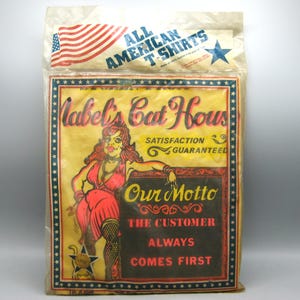 ALL
AMERICAN
T-SHIRTS
Mabel's Cat House
SATISFACTION
GUARANTEED
Our Motto
THE CUSTOMER
ALWAYS
COMES FIRST